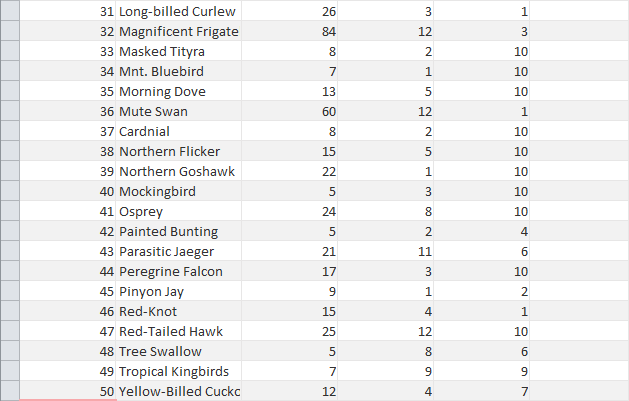 31 Long-billed Curlew 26 3 1
32 Magnificent Frigate 84 12 3
33 Masked Tityra 8 2 10
34 Mnt. Bluebird 7 1 10
35 Morning Dove 13 5 10
36 Mute Swan 60 12 1
37 Cardnial 8 2 10
38 Northern Flicker 15 5 10
39 Northern Goshawk 22 1 10
40 Mockingbird 5 3 10
41 Osprey 24 8 10
42 Painted Bunting 5 2 4
43 Parasitic Jaeger 21 11 6
44 Peregrine Falcon 17 3 10
45 Pinyon Jay 9 1 2
46 Red-Knot 15 4 1
47 Red-Tailed Hawk 25 12 10
48 Tree Swallow 5 8 6
49 Tropical Kingbirds 7 9 9
50 Yellow-Billed Cuckc 12 4 7